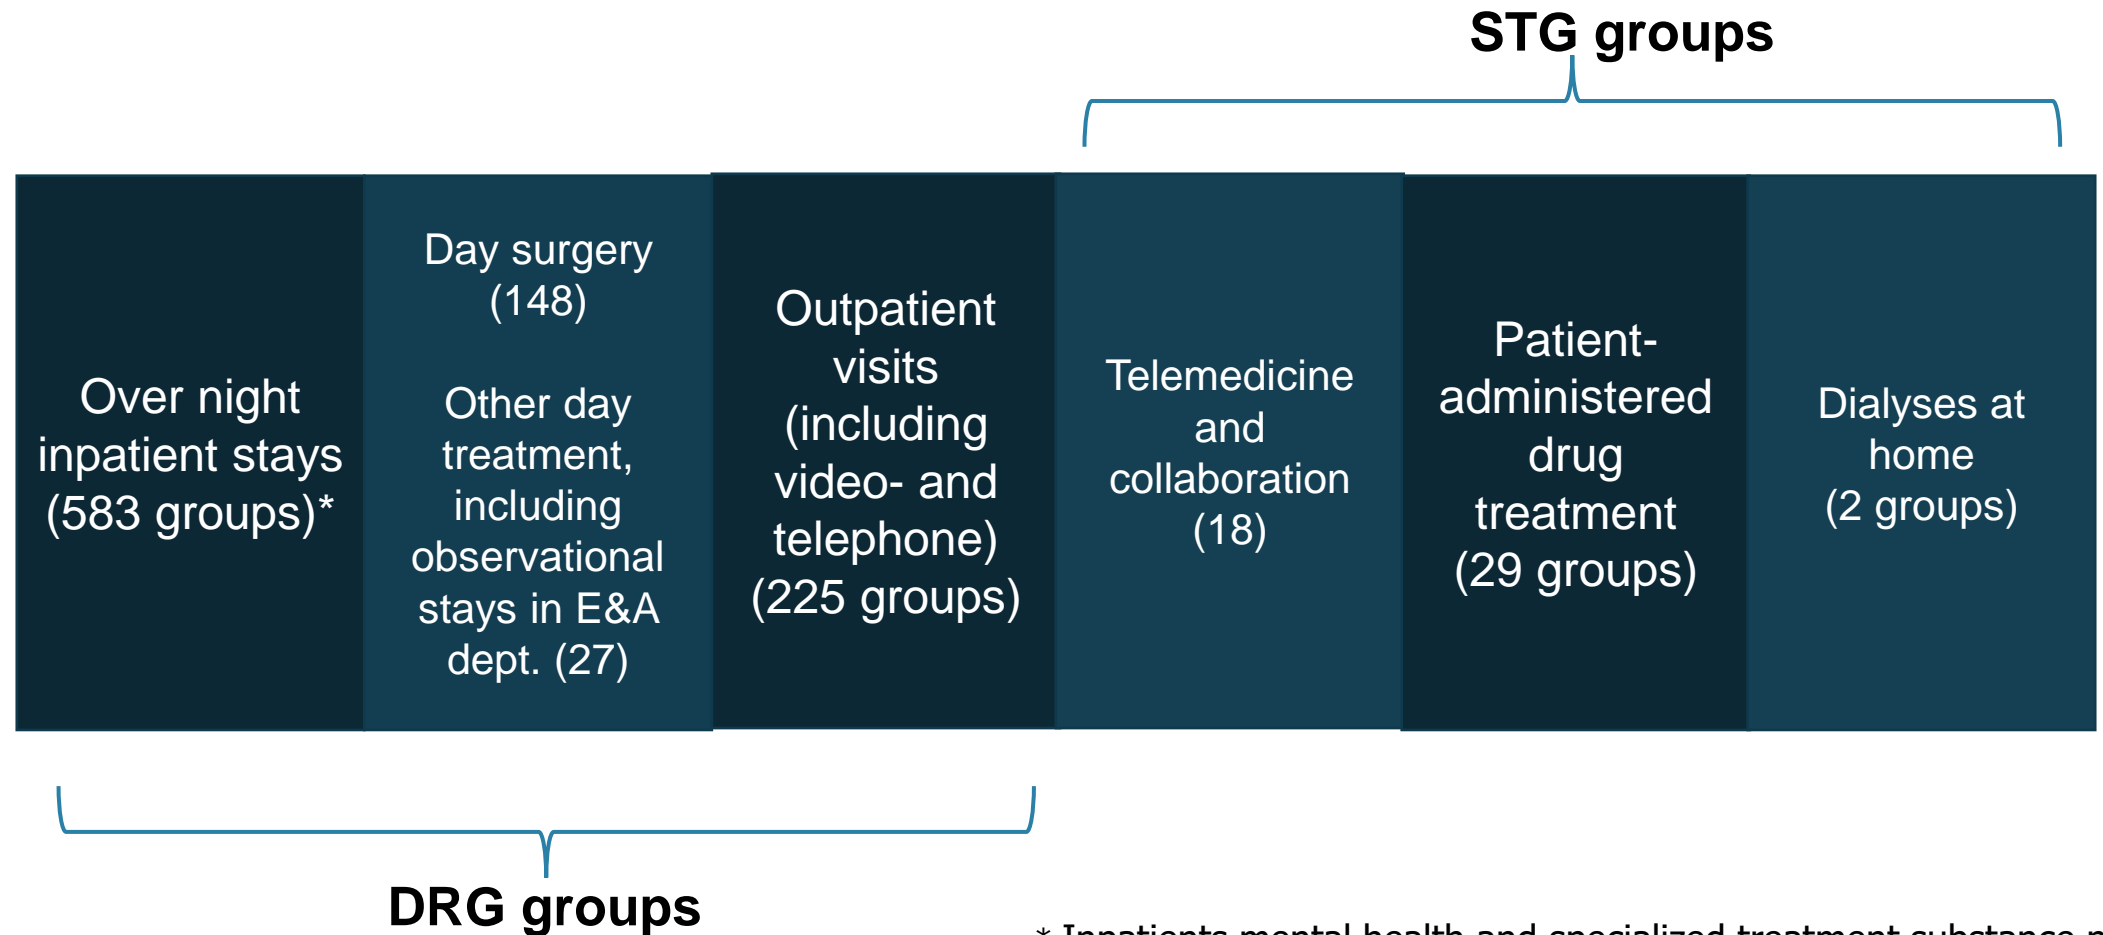 STG groups
Over night
inpatient stays
(583 groups)*
Day surgery
(148)
Other day
treatment,
including
observational
stays in E&A
dept. (27)
Outpatient
visits
(including
video- and
telephone)
(225 groups)
Telemedicine
and
collaboration
(18)
Patient-
administered
drug
treatment
(29 groups)
Dialyses at
home
(2 groups)
DRG groups
* Inpatients mental health and specialized treatment substance